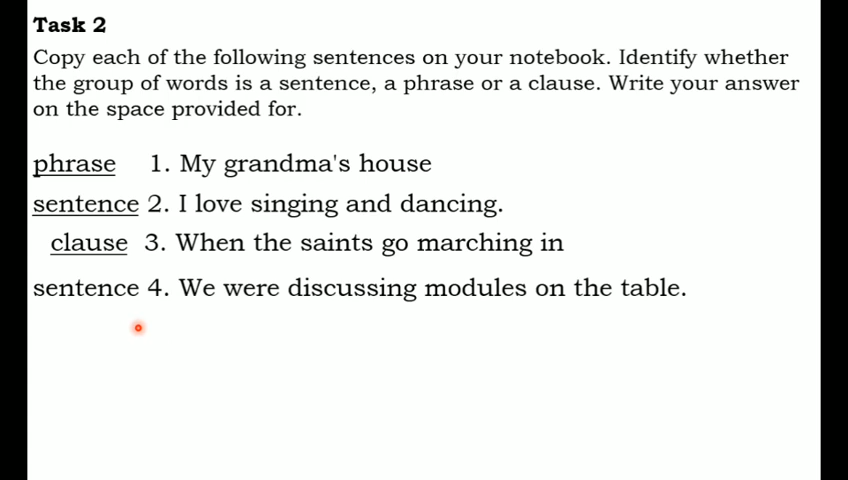 Task 2
Copy each of the following sentences on your notebook. Identify whether
the group of words is a sentence, a phrase or a clause. Write your answer
on the space provided for.
phrase 1. My grandma's house
sentence 2. I love singing and dancing.
clause 3. When the saints go marching in
sentence 4. We were discussing modules on the table.